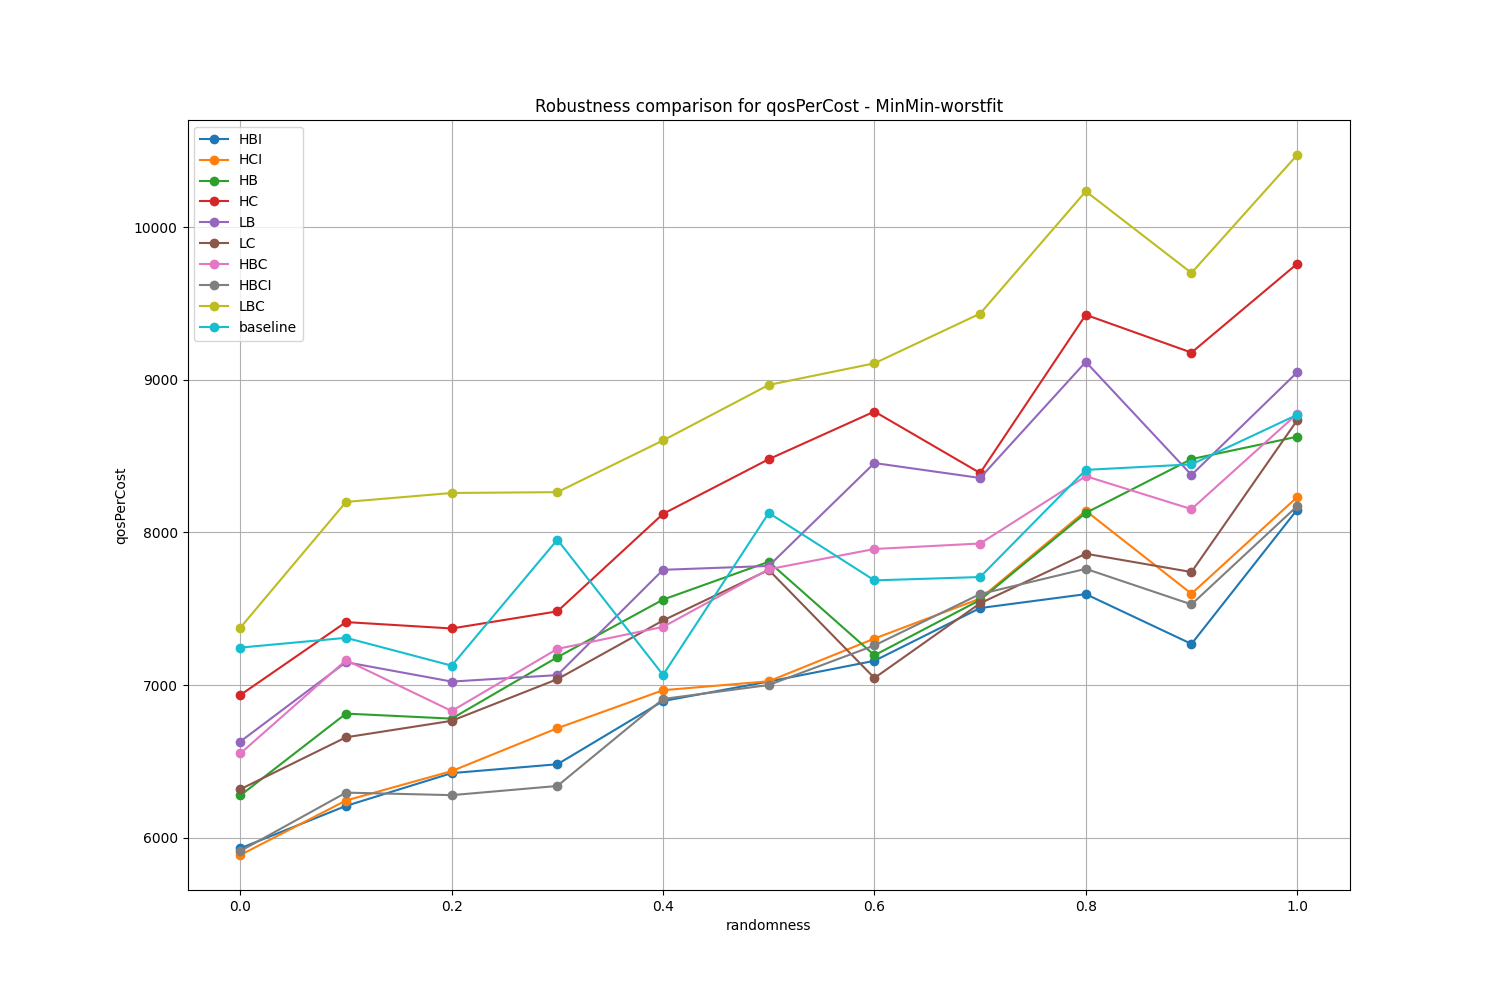 Robustness comparison for qosPerCost - MinMin-worstfit
HBI
HCI
HB
HC
LB
LC
HBC
HBCI
LBC
baseline
10000
9000
8000
7000
6000
qosPerCost
0.0 0.2 0.4 0.6 0.8 1.0
randomness